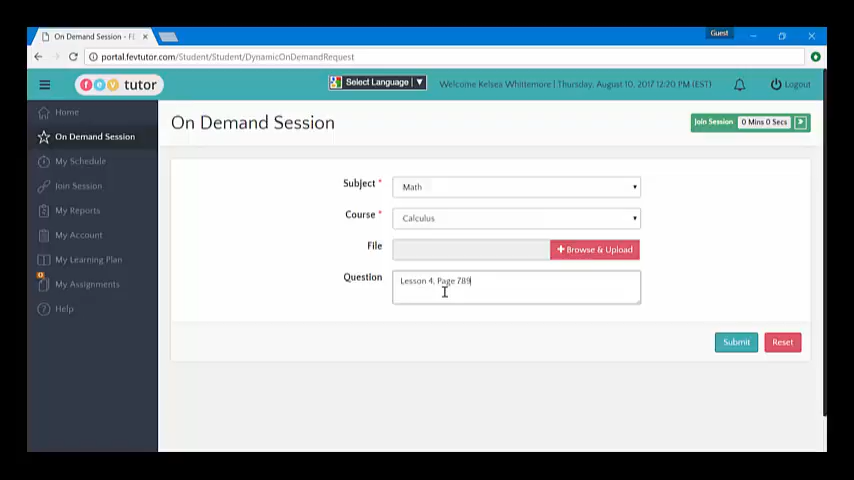 On Demand Session - F
Guest
portal.fevtutor.com/Student/Student/DynamicOnDemandRequest
fev tutor
Select Language
Welcome Kelsea Whittemore | Thursday, August 10, 2017 12:20 PM (EST)
Logout
Home
On Demand Session
My Schedule
Join Session
My Reports
My Account
My Learning Plan
My Assignments
Help
On Demand Session
Join Session 0 Mins 0 Secs
Subject *
Math
Course *
Calculus
File
+ Browse & Upload
Question
Lesson 4, Page 789
Submit
Reset